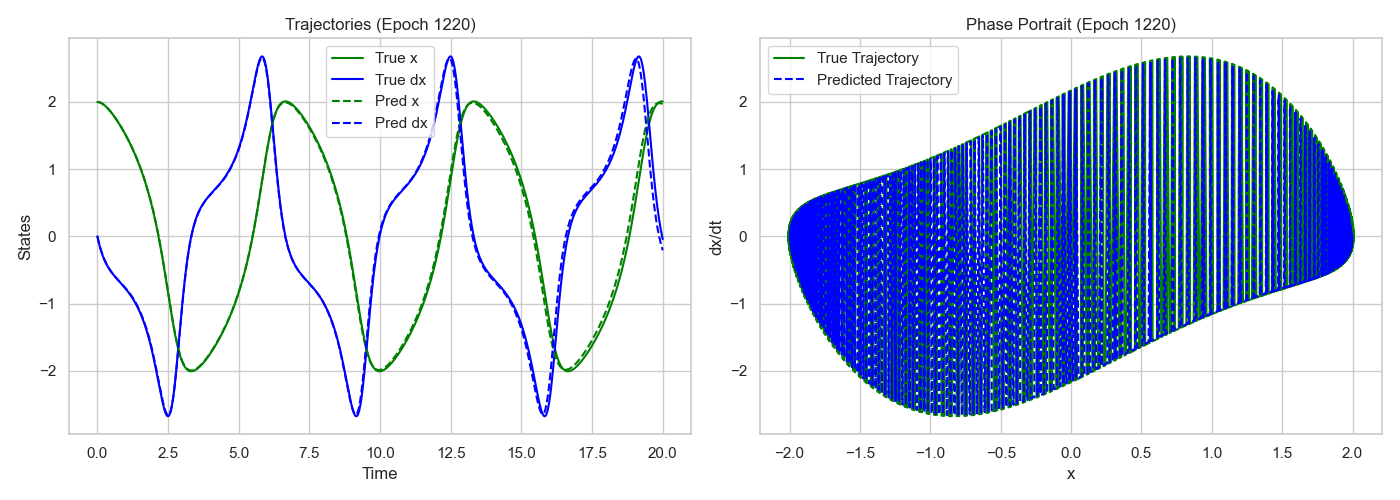 Trajectories (Epoch 1220)
States
2
1
0
−1
−2
True x
True dx
Pred x
Pred dx
0.0 2.5 5.0 7.5 10.0 12.5 15.0 17.5 20.0
Time
Phase Portrait (Epoch 1220)
dx/dt
2
1
0
−1
−2
True Trajectory
Predicted Trajectory
−2.0 −1.5 −1.0 −0.5 0.0 0.5 1.0 1.5 2.0
x